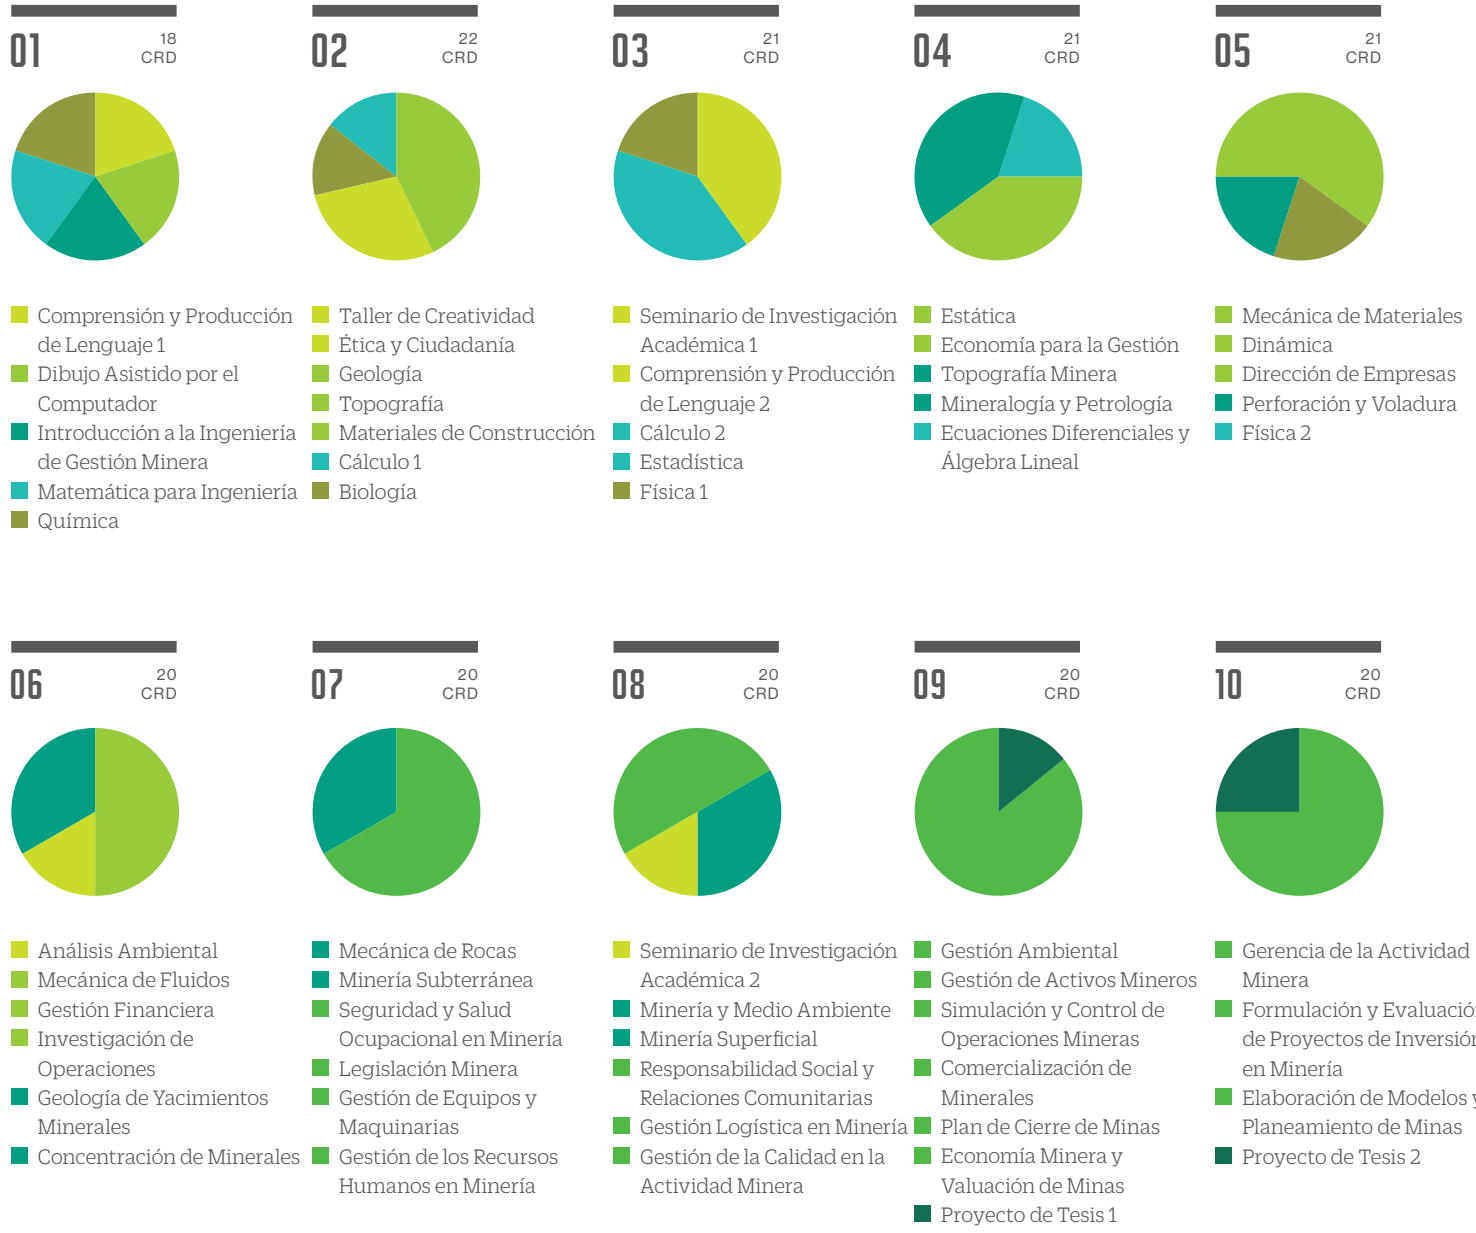 01
18
CRD
Comprensión y Producción
de Lenguaje 1
Dibujo Asistido por el
Computador
Introducción a la Ingeniería
de Gestión Minera
Matemática para Ingeniería
Química
02
22
CRD
Taller de Creatividad
Ética y Ciudadanía
Geología
Topografía
Materiales de Construcción
Cálculo 1
Biología
03
21
CRD
Seminario de Investigación
Académica 1
Comprensión y Producción
de Lenguaje 2
Cálculo 2
Estadística
Física 1
04
21
CRD
Estática
Economía para la Gestión
Topografía Minera
Mineralogía y Petrología
Ecuaciones Diferenciales y
Álgebra Lineal
05
21
CRD
Mecánica de Materiales
Dinámica
Dirección de Empresas
Perforación y Voladura
Física 2
06
20
CRD
Análisis Ambiental
Mecánica de Fluidos
Gestión Financiera
Investigación de
Operaciones
Geología de Yacimientos
Minerales
Concentración de Minerales
07
20
CRD
Mecánica de Rocas
Minería Subterránea
Seguridad y Salud
Ocupacional en Minería
Legislación Minera
Gestión de Equipos y
Maquinarias
Gestión de los Recursos
Humanos en Minería
08
20
CRD
Seminario de Investigación
Académica 2
Minería y Medio Ambiente
Minería Superficial
Responsabilidad Social y
Relaciones Comunitarias
Gestión Logística en Minería
Gestión de la Calidad en la
Actividad Minera
09
20
CRD
Gestión Ambiental
Gestión de Activos Mineros
Simulación y Control de
Operaciones Mineras
Comercialización de
Minerales
Plan de Cierre de Minas
Economía Minera y
Valuación de Minas
Proyecto de Tesis 1
10
20
CRD
Gerencia de la Actividad
Minera
Formulación y Evaluación
de Proyectos de Inversión
en Minería
Elaboración de Modelos y
Planeamiento de Minas
Proyecto de Tesis 2